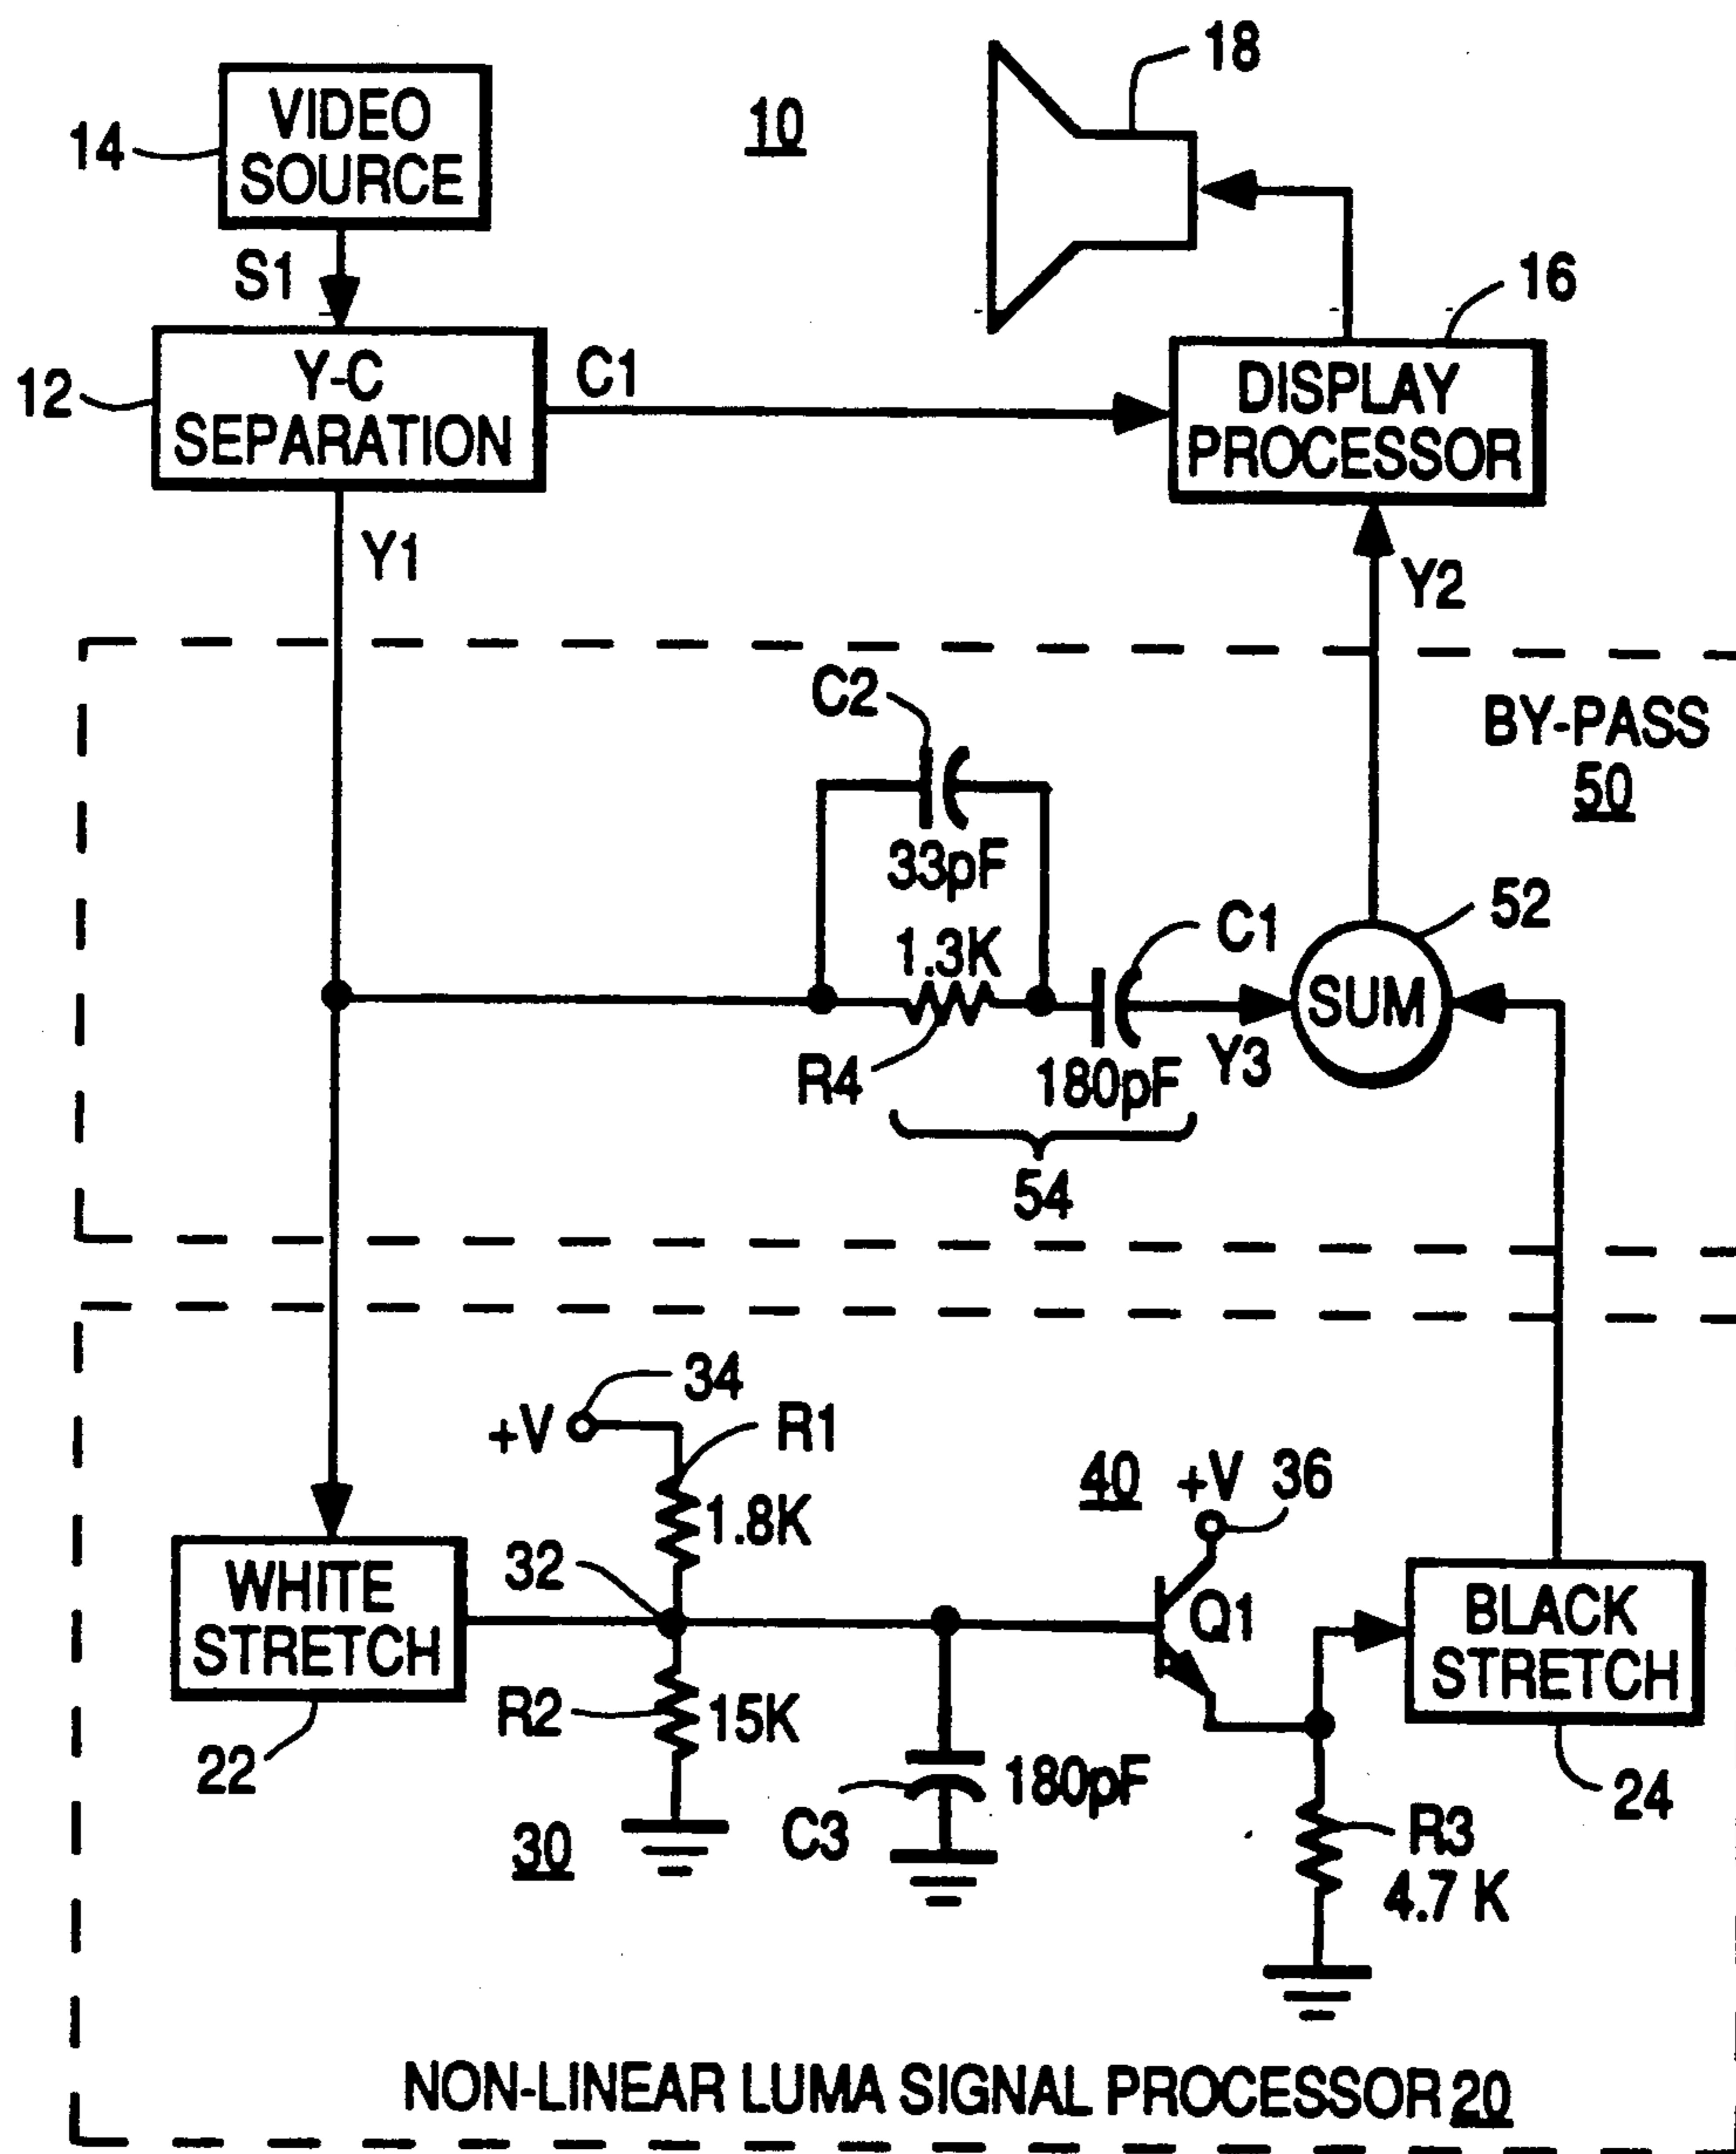 VIDEO
SOURCE
14
10
18
S1
16
Y-C
SEPARATION
12
C1
DISPLAY
PROCESSOR
Y1
Y2
BY-PASS
50
C2
33pF
1.3K
C1
52
SUM
R4
180pF
Y3
54
34
+V
R1
1.8K
40
+V 36
32
WHITE
STRETCH
Q1
BLACK
STRETCH
R2
15K
22
180pF
24
30
C3
R3
4.7 K
NON-LINEAR LUMA SIGNAL PROCESSOR 20